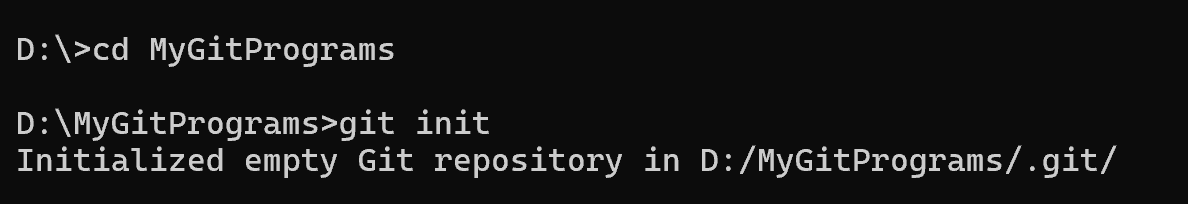 D:\>cd MyGitPrograms
D:\MyGitPrograms>git init
Initialized empty Git repository in D:/MyGitPrograms/.git/